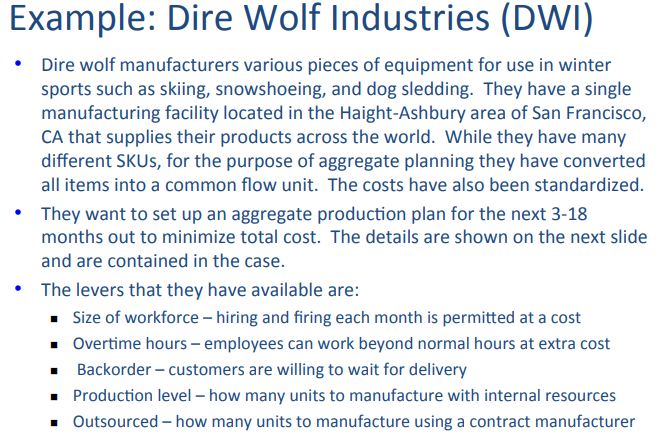 Example: Dire Wolf Industries (DWI)
• Dire wolf manufacturers various pieces of equipment for use in winter
sports such as skiing, snowshoeing, and dog sledding. They have a single
manufacturing facility located in the Haight-Ashbury area of San Francisco,
CA that supplies their products across the world. While they have many
different SKUs, for the purpose of aggregate planning they have converted
all items into a common flow unit. The costs have also been standardized.
• They want to set up an aggregate production plan for the next 3-18
months out to minimize total cost. The details are shown on the next slide
and are contained in the case.
• The levers that they have available are:
▪ Size of workforce – hiring and firing each month is permitted at a cost
▪ Overtime hours – employees can work beyond normal hours at extra cost
▪ Backorder – customers are willing to wait for delivery
▪ Production level – how many units to manufacture with internal resources
▪ Outsourced – how many units to manufacture using a contract manufacturer